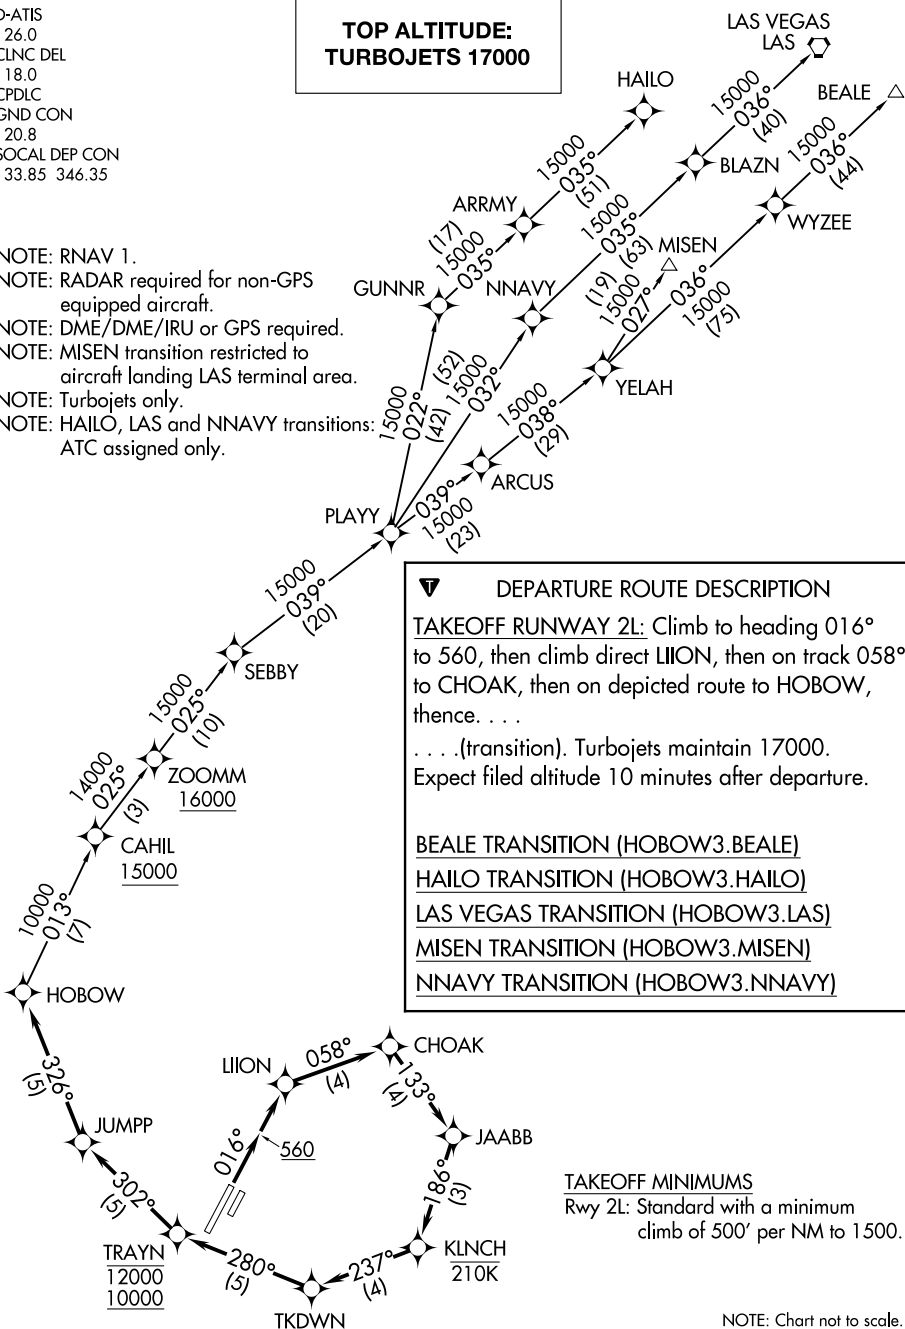 D-ATIS
26.0
CLNC DEL
18.0
CPDLC
GND CON
20.8
SOCAL DEP CON
33.85 346.35
TOP ALTITUDE:
TURBOJETS 17000
LAS VEGAS
LAS
HAILO
BEALE
15000
036°
(40)
15000
036°
(44)
BLAZN
WYZEE
15000
035°
(51)
ARRMY
15000
035°
(63)
MISEN
(17)
15000
035°
(19)
15000
027°
036°
15000
(75)
GUNNR
NNAVY
YELAH
NOTE: RNAV 1.
NOTE: RADAR required for non-GPS
equipped aircraft.
NOTE: DME/DME/IRU or GPS required.
NOTE: MISEN transition restricted to
aircraft landing LAS terminal area.
NOTE: Turbojets only.
NOTE: HAILO, LAS and NNAVY transitions:
ATC assigned only.
15000
022°
(42)
(52)
15000
032°
15000
038°
(29)
ARCUS
PLAYY
039°
15000
(23)
15000
039°
(20)
SEBBY
15000
025°
(10)
ZOOMM
16000
14000
025°
(3)
CAHIL
15000
10000
013°
(7)
HOBOW
T DEPARTURE ROUTE DESCRIPTION
TAKEOFF RUNWAY 2L: Climb to heading 016°
to 560, then climb direct LIION, then on track 058°
to CHOAK, then on depicted route to HOBOW,
thence. . . .
. . . .(transition). Turbojets maintain 17000.
Expect filed altitude 10 minutes after departure.
BEALE TRANSITION (HOBOW3.BEALE)
HAILO TRANSITION (HOBOW3.HAILO)
LAS VEGAS TRANSITION (HOBOW3.LAS)
MISEN TRANSITION (HOBOW3.MISEN)
NNAVY TRANSITION (HOBOW3.NNAVY)
326°
(5)
JUMPP
302°
(5)
TRAYN
12000
10000
LIION
058°
(4)
CHOAK
133°
(4)
JAABB
016°
560
186°
(3)
KLNCH
210K
237°
(4)
280°
(5)
TKDWN
TAKEOFF MINIMUMS
Rwy 2L: Standard with a minimum
climb of 500' per NM to 1500.
NOTE: Chart not to scale.